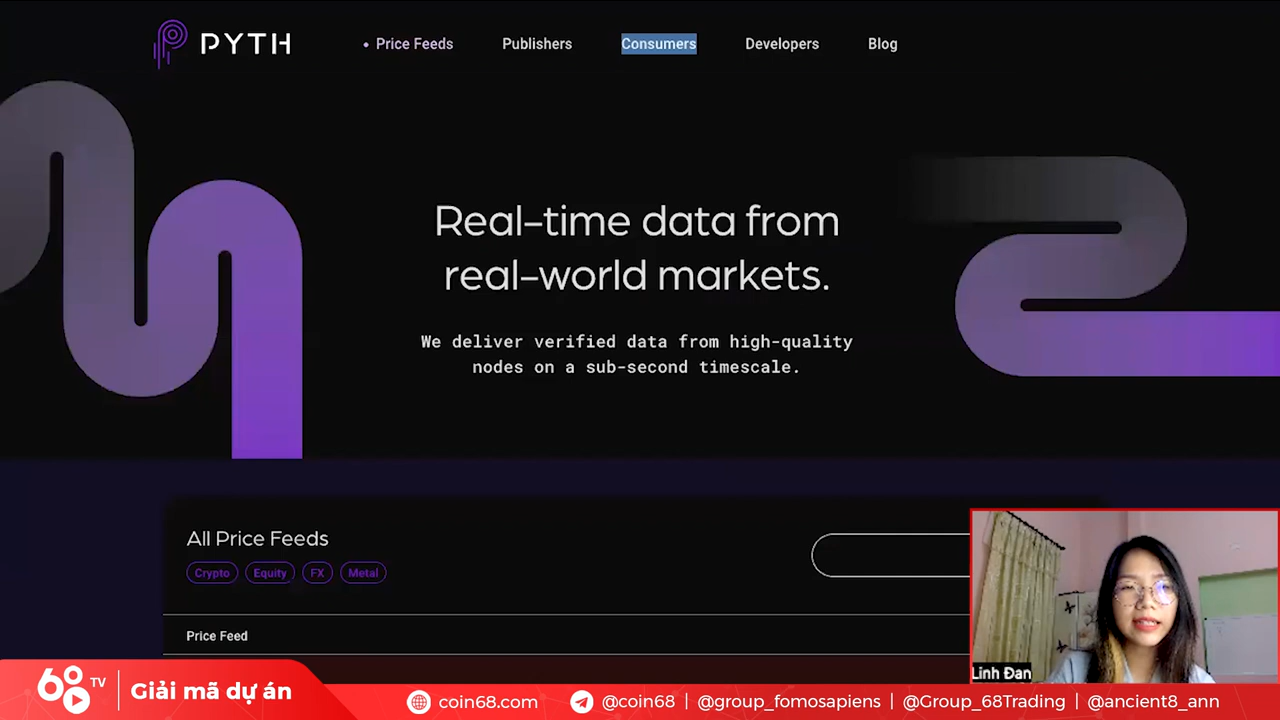 PYTH
Price Feeds
Publishers
Consumers
Developers
Blog
Real-time data from
real-world markets.
We deliver verified data from high-quality
nodes on a sub-second timescale.
All Price Feeds
Crypto
Equity
FX
Metal
Price Feed
Linh Đan
68 TV
Giải mã dự án
coin68.com
@coin68 | @group_fomosapiens | @Group_68Trading | @ancient8_ann